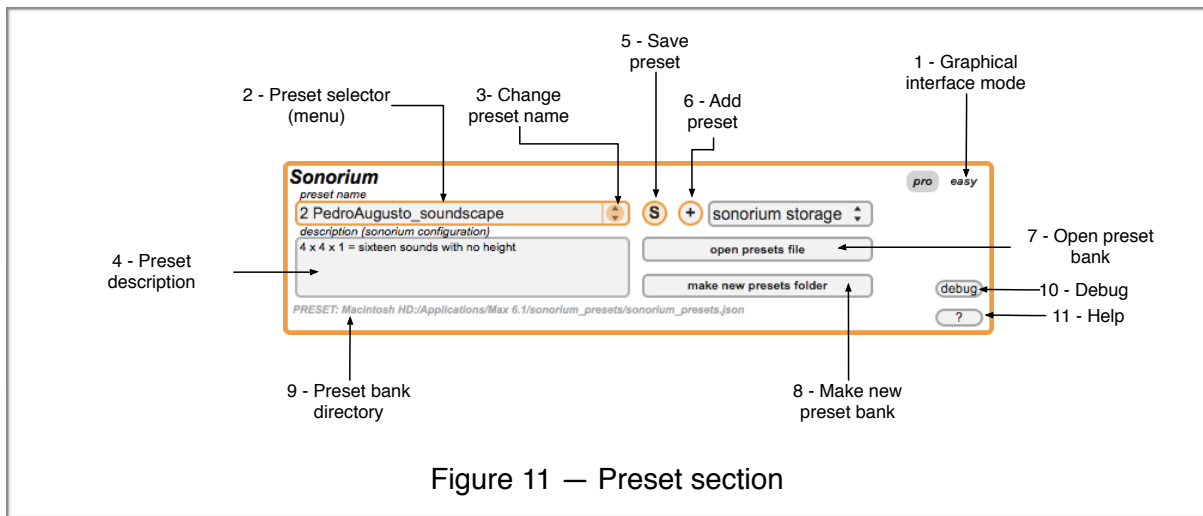 5 - Save
preset
1 - Graphical
interface mode
2 - Preset selector
(menu)
3- Change
preset name
6 - Add
preset
Sonorium
preset name
pro easy
2 PedroAugusto_soundscape
S + sonorium storage
description (sonorium configuration)
4 x 4 x 1 = sixteen sounds with no height
open presets file
7 - Open preset
bank
4 - Preset
description
make new presets folder
debug
10 - Debug
PRESET: Macintosh HD:/Applications/Max 6.1/sonorium_presets/sonorium_presets.json
?
11 - Help
9 - Preset bank
directory
8 - Make new
preset bank
Figure 11 — Preset section